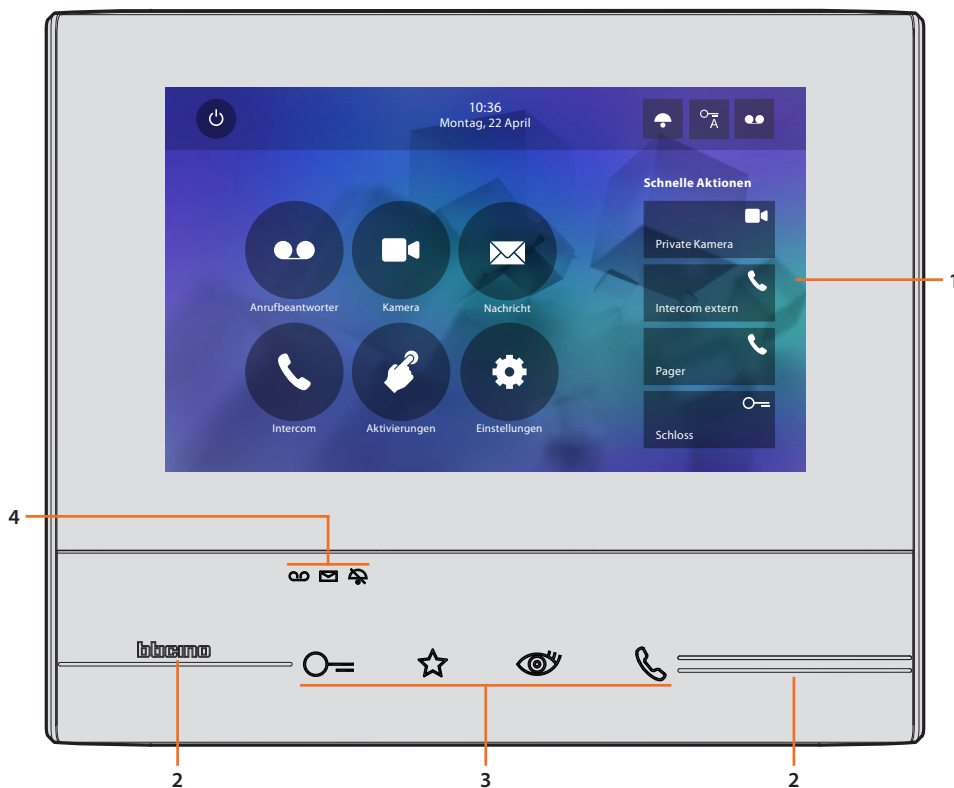 10:36
Montag, 22 April
A
Schnelle Aktionen
Private Kamera
Intercom extern
Pager
Schloss
Anrufbeantworter
Kamera
Nachricht
Intercom
Aktivierungen
Einstellungen
1
4
bticino
2
3
2